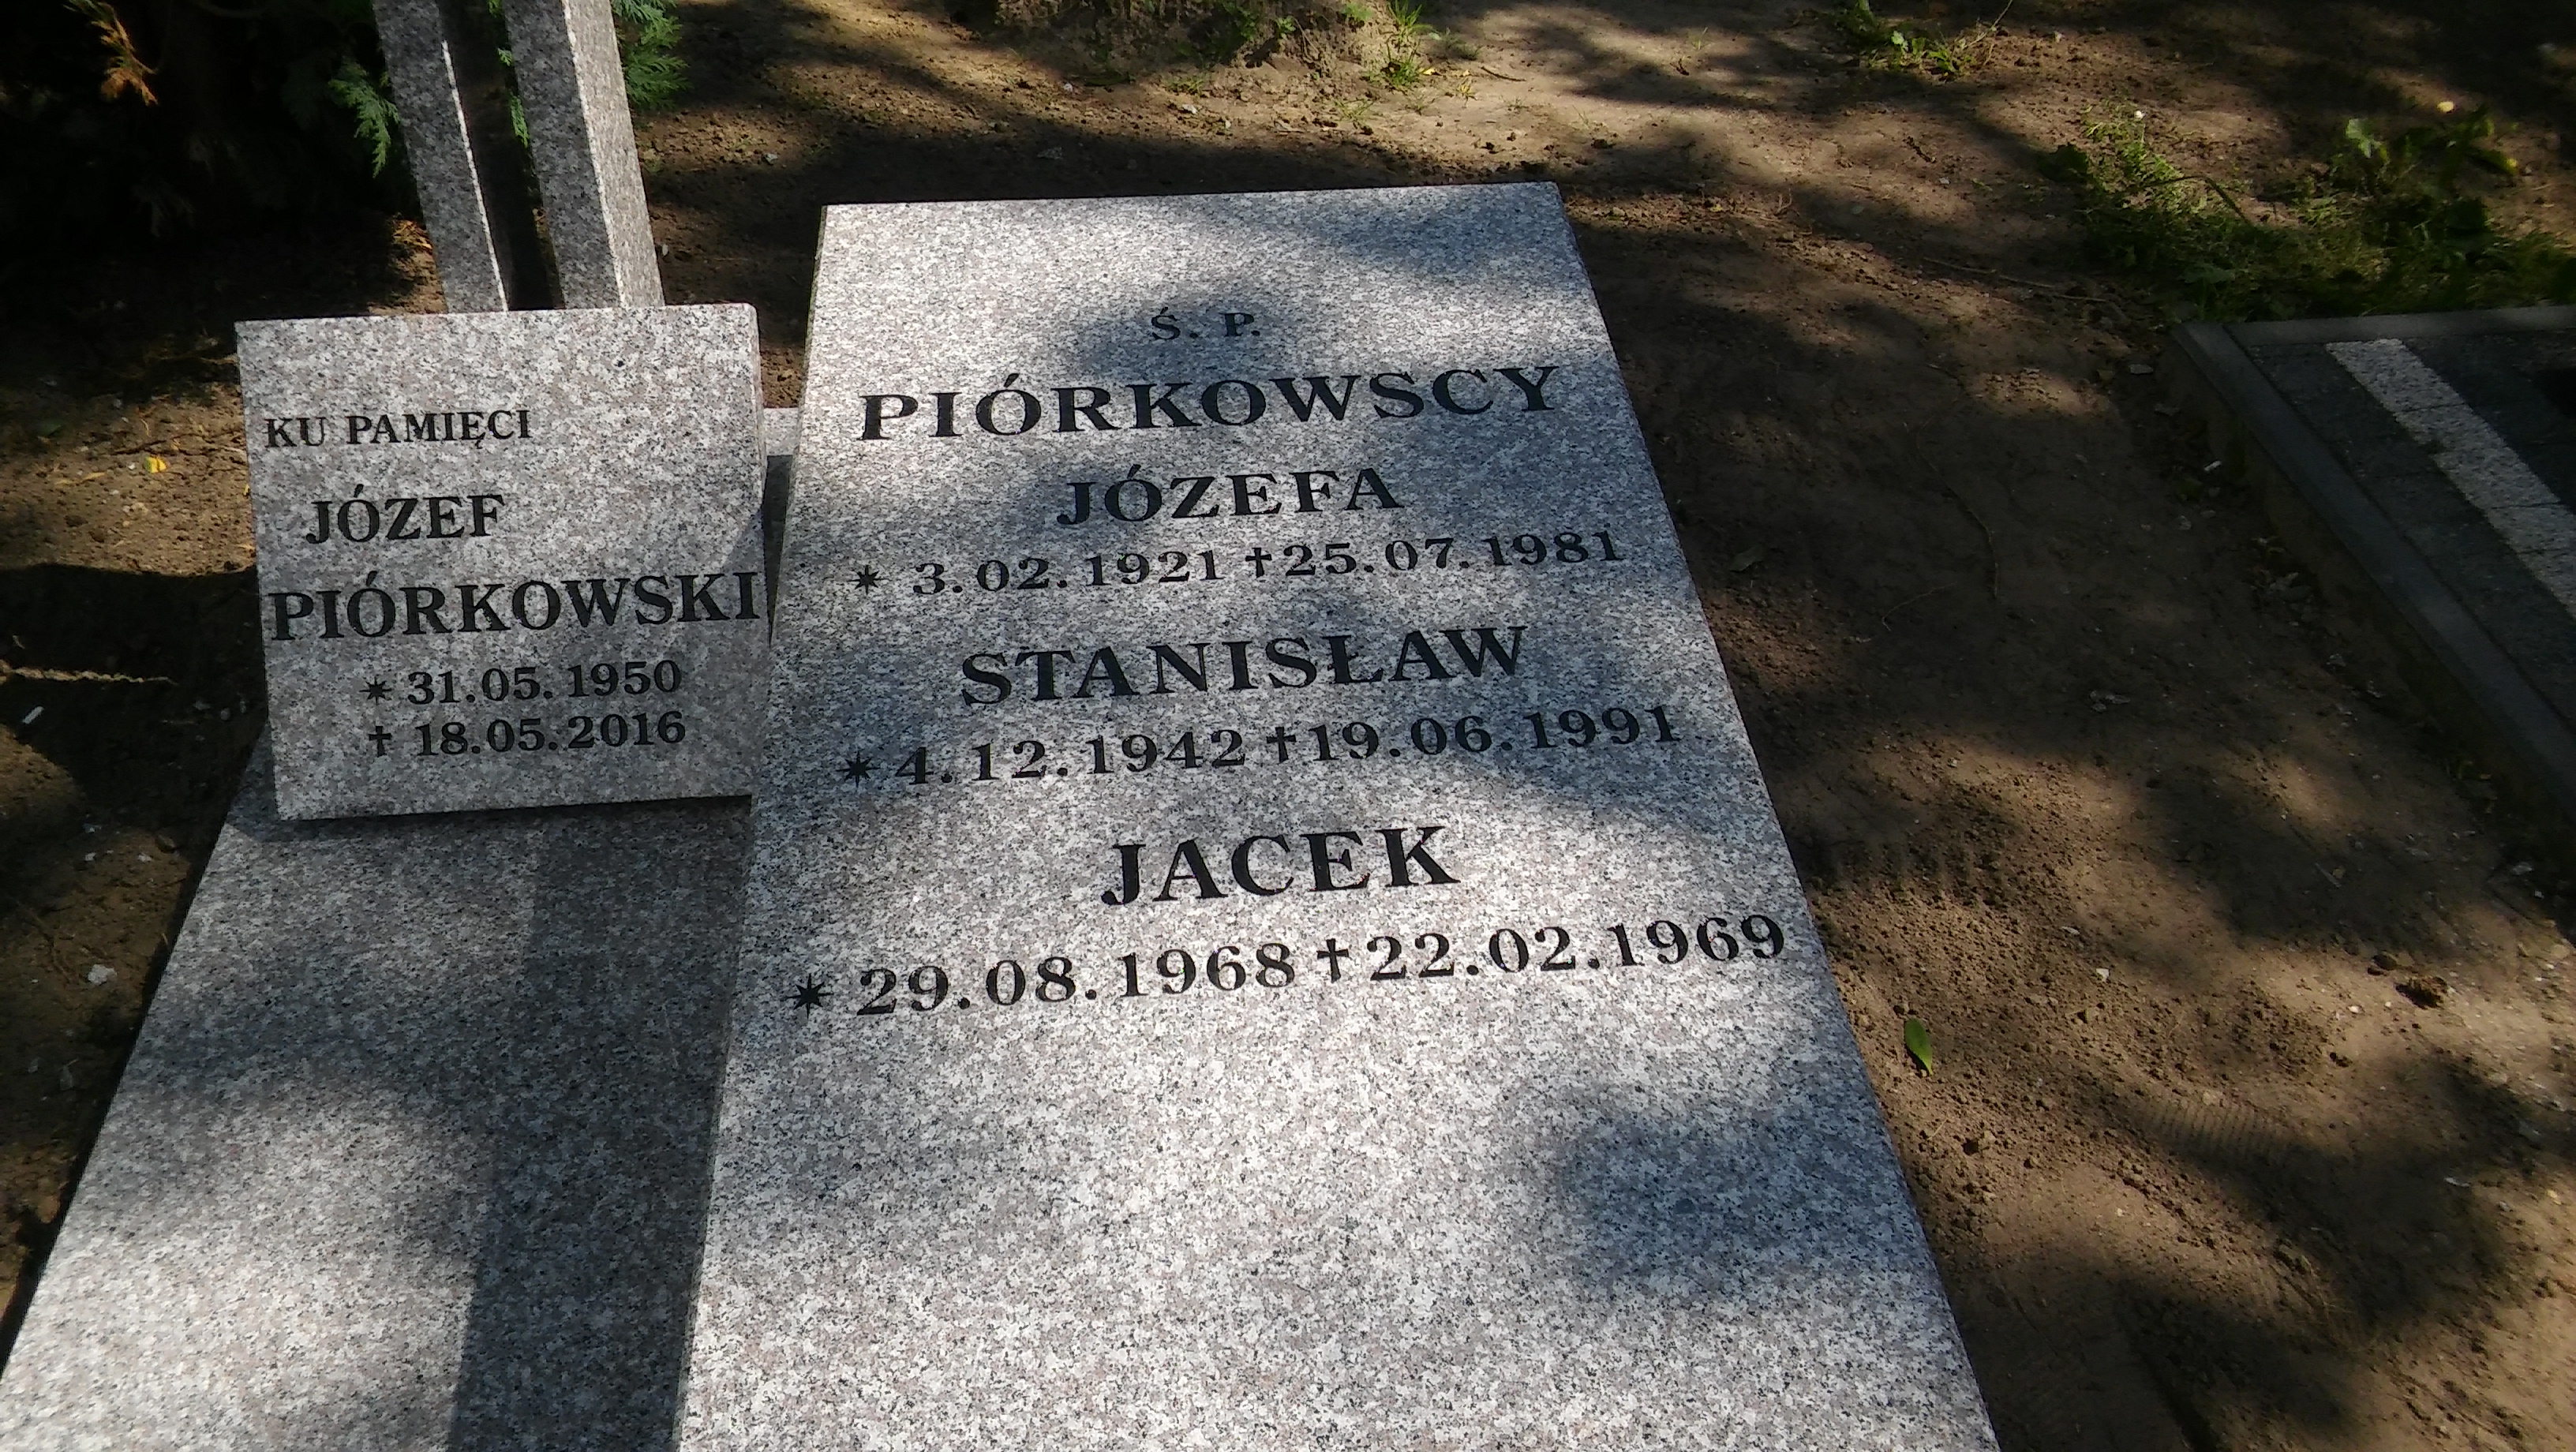 KU PAMIĘCI
JÓZEF
PIÓRKOWSKI
* 31.05.1950
† 18.05.2016
Ś. P.
PIÓRKOWSCY
JÓZEFA
* 3.02.1921 † 25.07.1981
STANISŁAW
* 4.12.1942 † 19.06.1991
JACEK
* 29.08.1968 † 22.02.1969